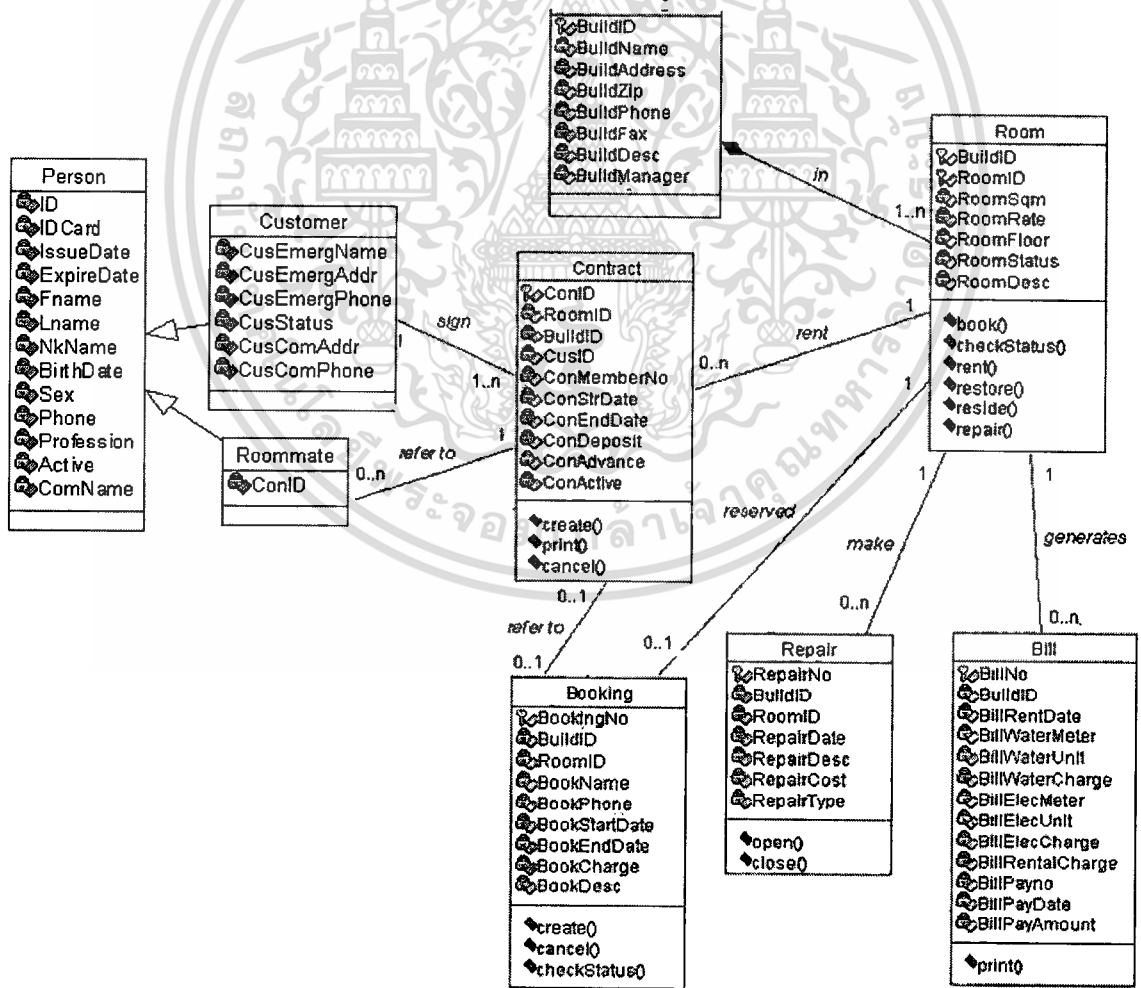 BuildID
BuildName
BuildAddress
BuildZip
BuildPhone
BuildFax
BuildDesc
BuildManager
in
1..n
Room
BuildID
RoomID
RoomSqm
RoomRate
RoomFloor
RoomStatus
RoomDesc
book()
checkStatus()
rent()
restore()
reside()
repair()
Person
ID
IDCard
IssueDate
ExpireDate
Fname
Lname
NkName
BirthDate
Sex
Phone
Profession
Active
ComName
Customer
CusEmergName
CusEmergAddr
CusEmergPhone
CusStatus
CusComAddr
CusComPhone
sign
1
1..n
Roommate
ConID
0..n
refer to
1
Contract
ConID
RoomID
BuildID
CusID
ConMemberNo
ConStrDate
ConEndDate
ConDeposit
ConAdvance
ConActive
create()
print()
cancel()
0..n
rent
1
1
reserved
0..1
0..1
refer to
0..1
1
make
0..n
1
generates
0..n
Booking
BookingNo
BuildID
RoomID
BookName
BookPhone
BookStartDate
BookEndDate
BookCharge
BookDesc
create()
cancel()
checkStatus()
Repair
RepairNo
BuildID
RoomID
RepairDate
RepairDesc
RepairCost
RepairType
open()
close()
Bill
BillNo
BuildID
BillRentDate
BillWaterMeter
BillWaterUnit
BillWaterCharge
BillElecMeter
BillElecUnit
BillElecCharge
BillRentalCharge
BillPayno
BillPayDate
BillPayAmount
print()